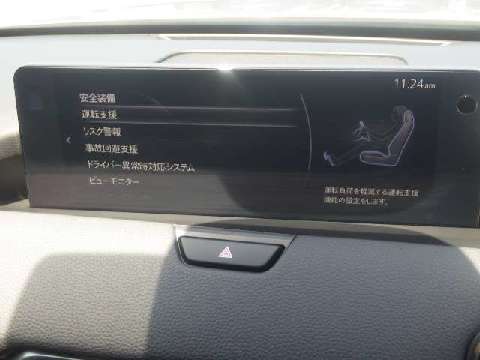 11:24am
安全装備
運転支援
リスク警報
事故回避支援
ドライバー異常時対応システム
ビューモニター
運転負荷を軽減する運転支援
機能の設定をします。